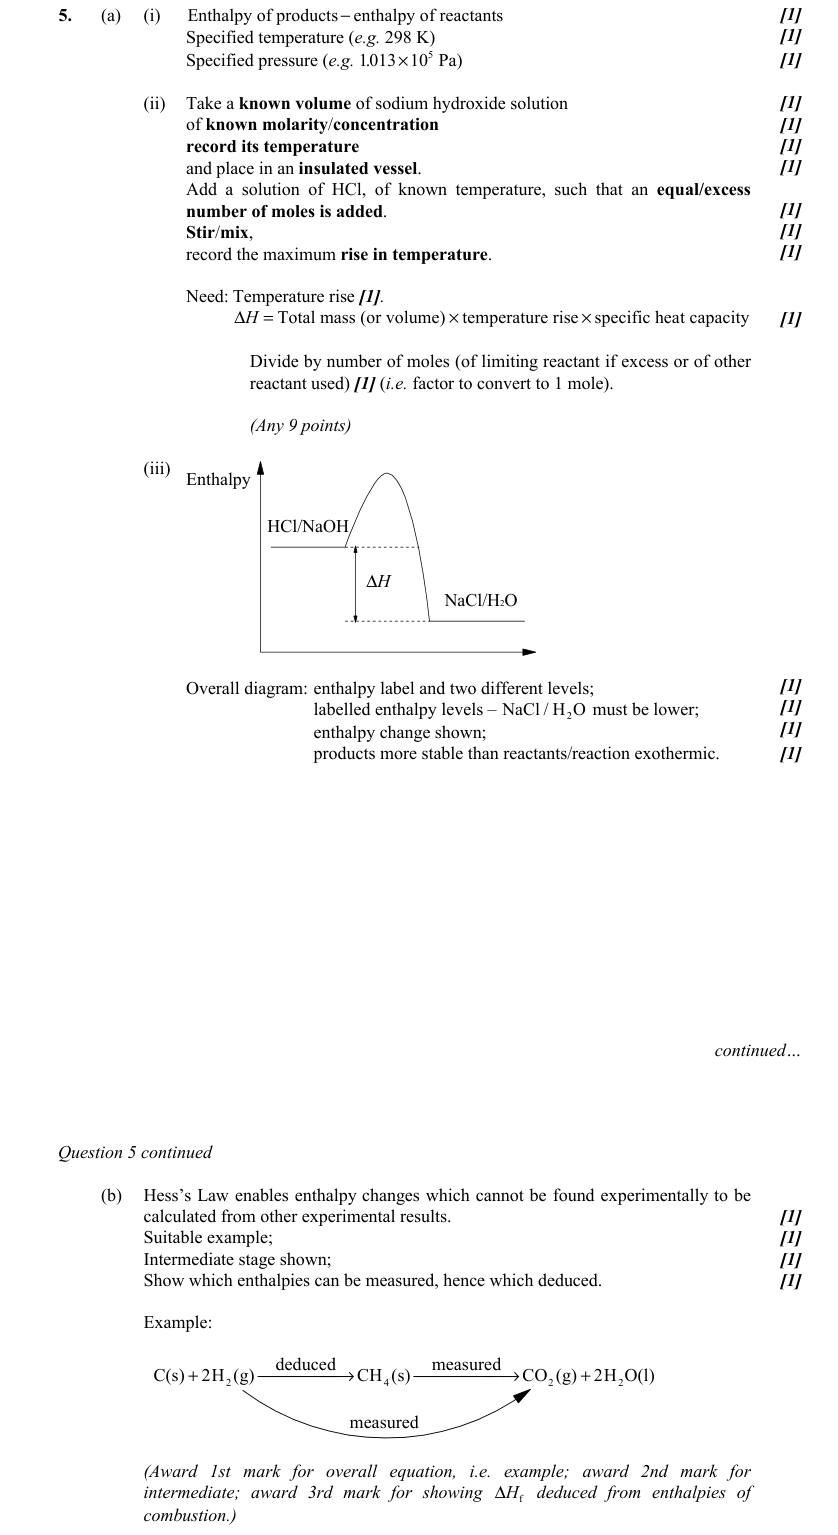 5. (a) (i) Enthalpy of products – enthalpy of reactants [1]
Specified temperature (e.g. 298 K) [1]
Specified pressure (e.g. 1.013×10⁵ Pa) [1]
(ii) Take a known volume of sodium hydroxide solution [1]
of known molarity/concentration [1]
record its temperature [1]
and place in an insulated vessel. [1]
Add a solution of HCl, of known temperature, such that an equal/excess
number of moles is added. [1]
Stir/mix, [1]
record the maximum rise in temperature. [1]
Need: Temperature rise [1].
ΔH = Total mass (or volume) × temperature rise × specific heat capacity [1]
Divide by number of moles (of limiting reactant if excess or of other
reactant used) [1] (i.e. factor to convert to 1 mole).
(Any 9 points)
(iii) Enthalpy
HCl/NaOH
ΔH
NaCl/H₂O
Overall diagram: enthalpy label and two different levels; [1]
labelled enthalpy levels – NaCl / H₂O must be lower; [1]
enthalpy change shown; [1]
products more stable than reactants/reaction exothermic. [1]
continued…
Question 5 continued
(b) Hess's Law enables enthalpy changes which cannot be found experimentally to be
calculated from other experimental results. [1]
Suitable example; [1]
Intermediate stage shown; [1]
Show which enthalpies can be measured, hence which deduced. [1]
Example:
deduced measured
C(s) + 2H₂(g) → CH₄(s) → CO₂(g) + 2H₂O(l)
measured
(Award 1st mark for overall equation, i.e. example; award 2nd mark for
intermediate; award 3rd mark for showing ΔHf deduced from enthalpies of
combustion.)